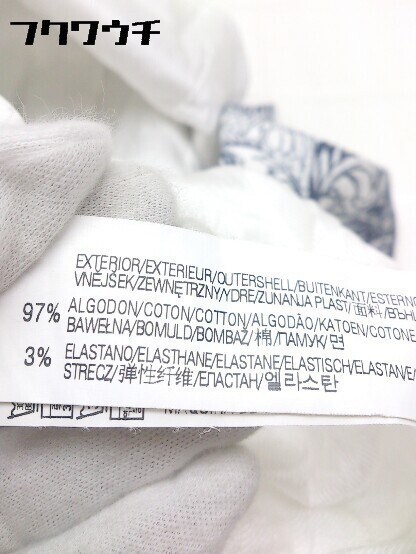 フクワウチ
EXTERIOR/EXTERIEUR/OUTERSHELL/BUITENKANT/ESTERNO
VNĚJŠEK/ZEWNĘTRZNY/YDRE/ZUNANJA PLAST/面料/ВЪН
97% ALGODON/COTON/COTTON/ALGODÃO/KATOEN/COTONE
BAWEŁNA/BOMULD/BOMBAŽ/棉/ПАМУК/면
3% ELASTANO/ELASTHANE/ELASTANE/ELASTISCH/ELASTAN/E
STRECZ/弹性纤维/ЕЛАСТАН/엘라스탄